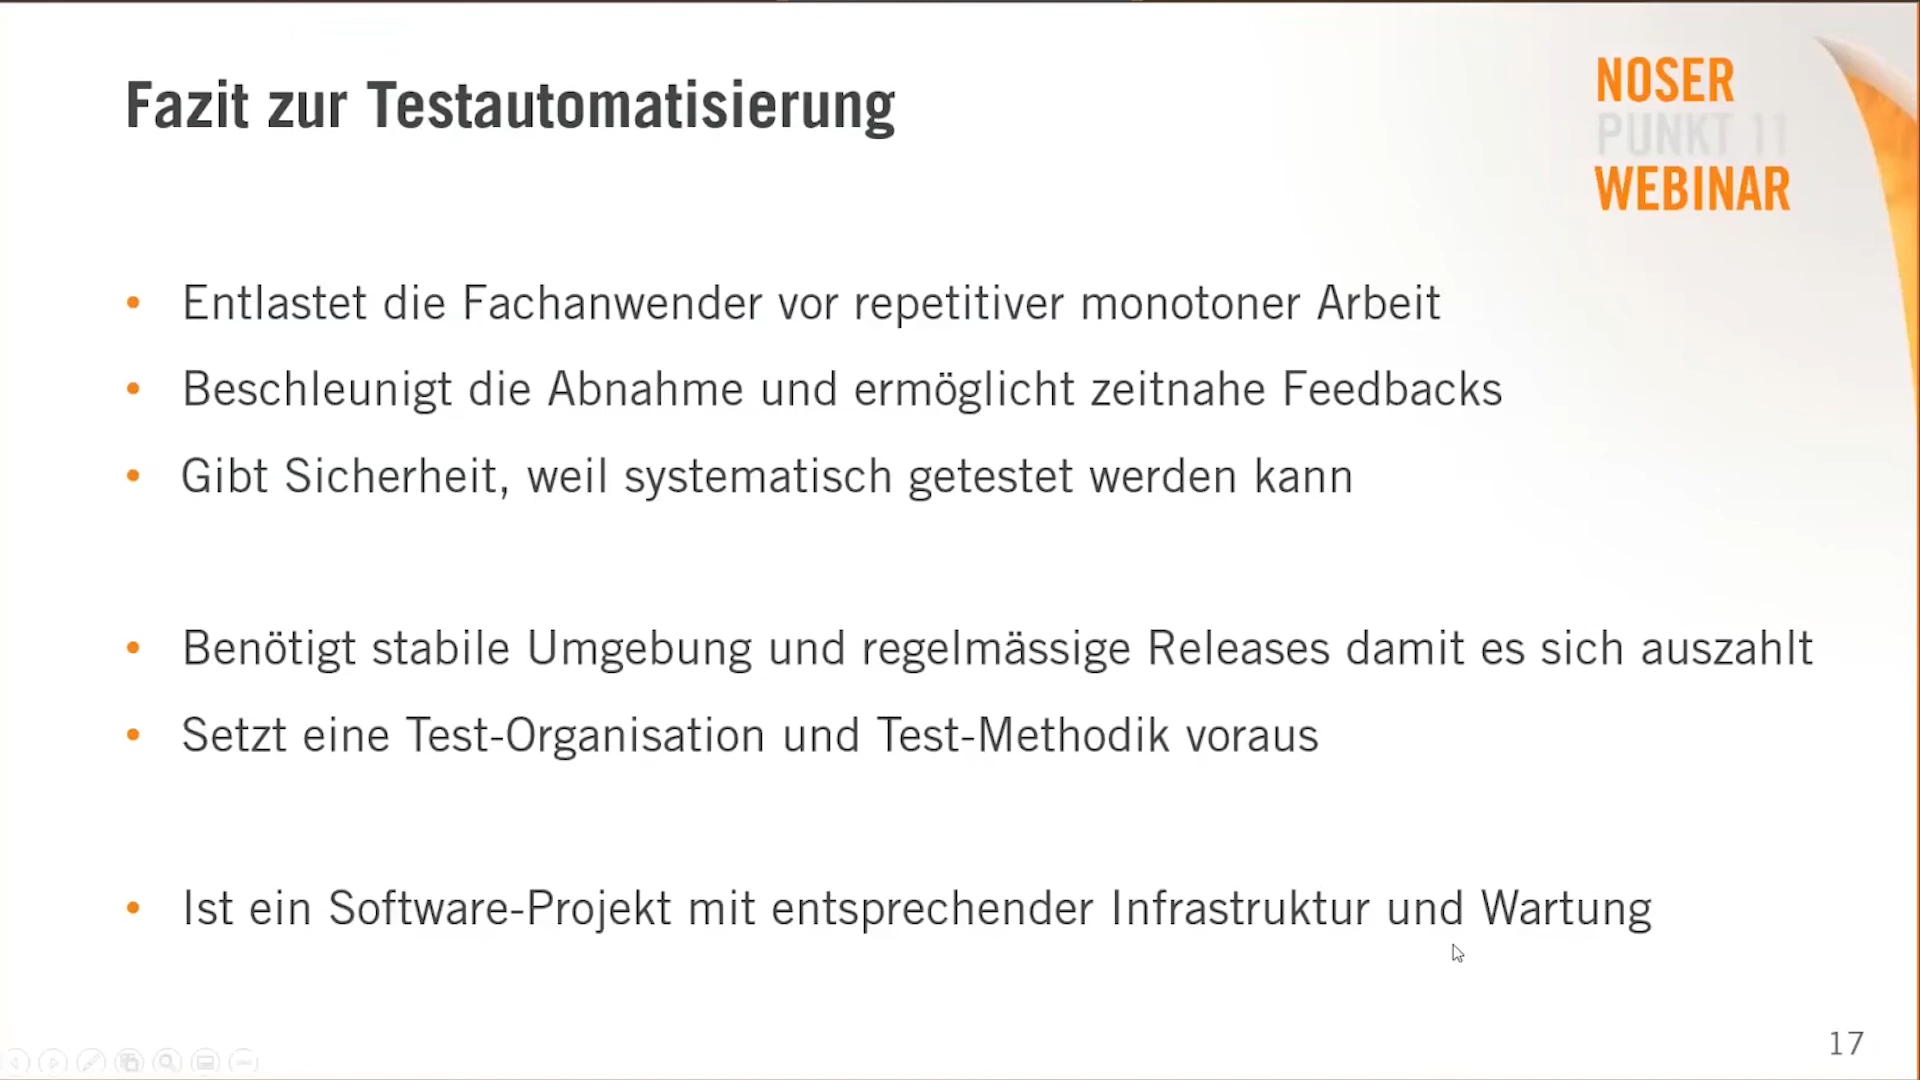 Fazit zur Testautomatisierung
NOSER
PUNKT 11
WEBINAR
• Entlastet die Fachanwender vor repetitiver monotoner Arbeit
• Beschleunigt die Abnahme und ermöglicht zeitnahe Feedbacks
• Gibt Sicherheit, weil systematisch getestet werden kann
• Benötigt stabile Umgebung und regelmässige Releases damit es sich auszahlt
• Setzt eine Test-Organisation und Test-Methodik voraus
• Ist ein Software-Projekt mit entsprechender Infrastruktur und Wartung
17